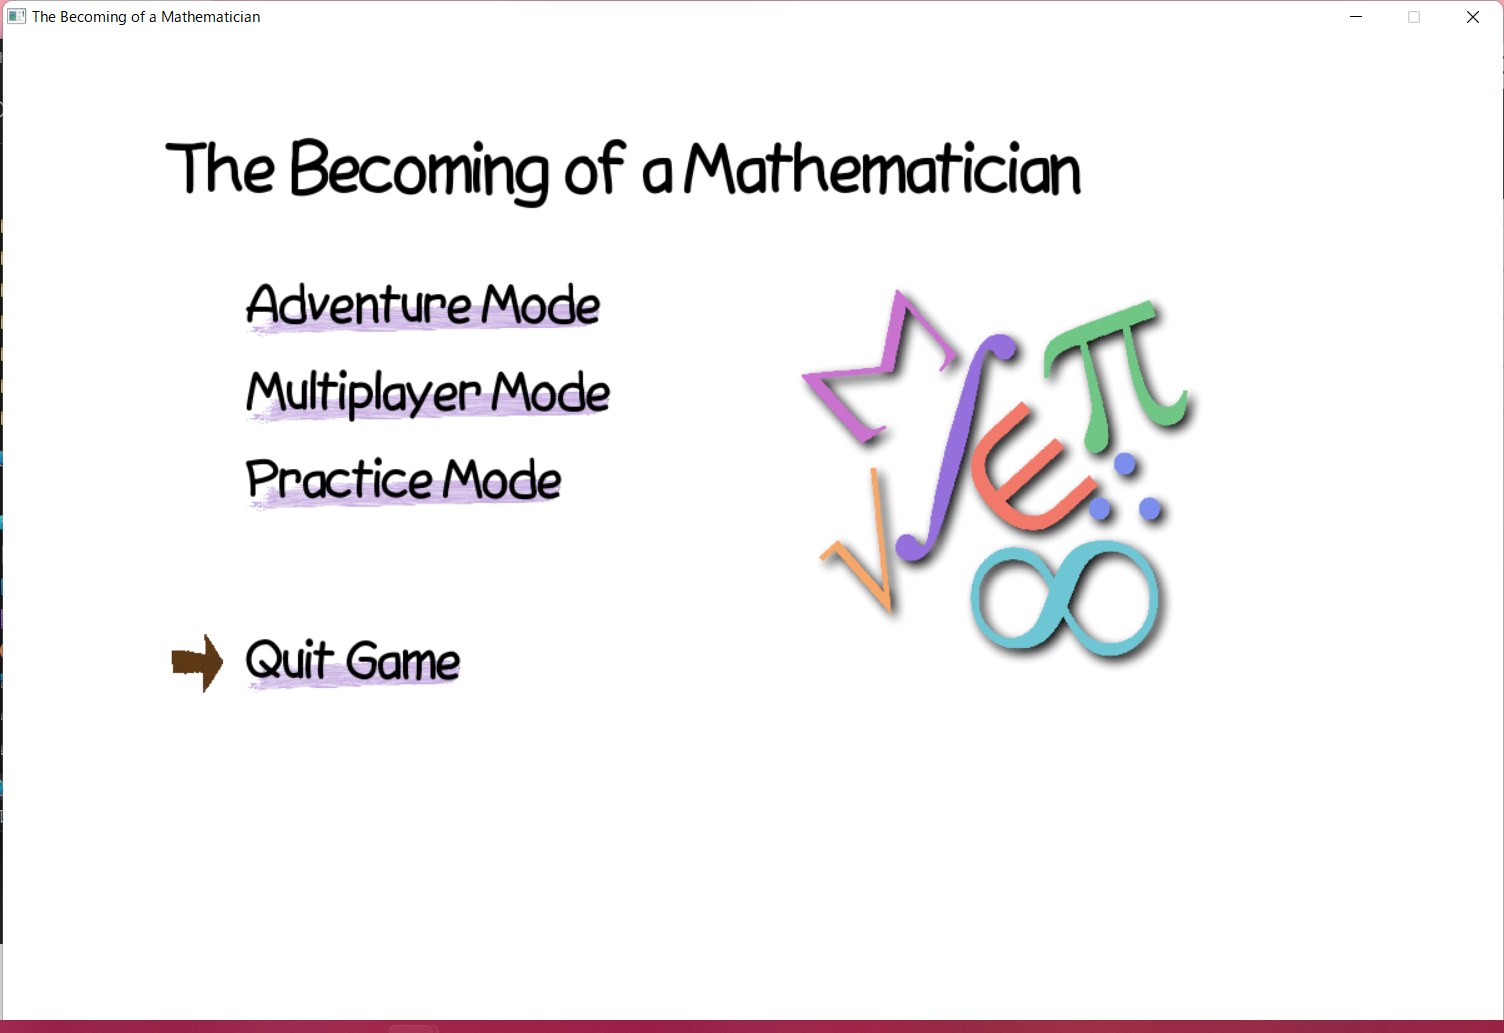 The Becoming of a Mathematician
The Becoming of a Mathematician
Adventure Mode
Multiplayer Mode
Practice Mode
Quit Game
Σ ∫ ∈ π √ ∴ ∞